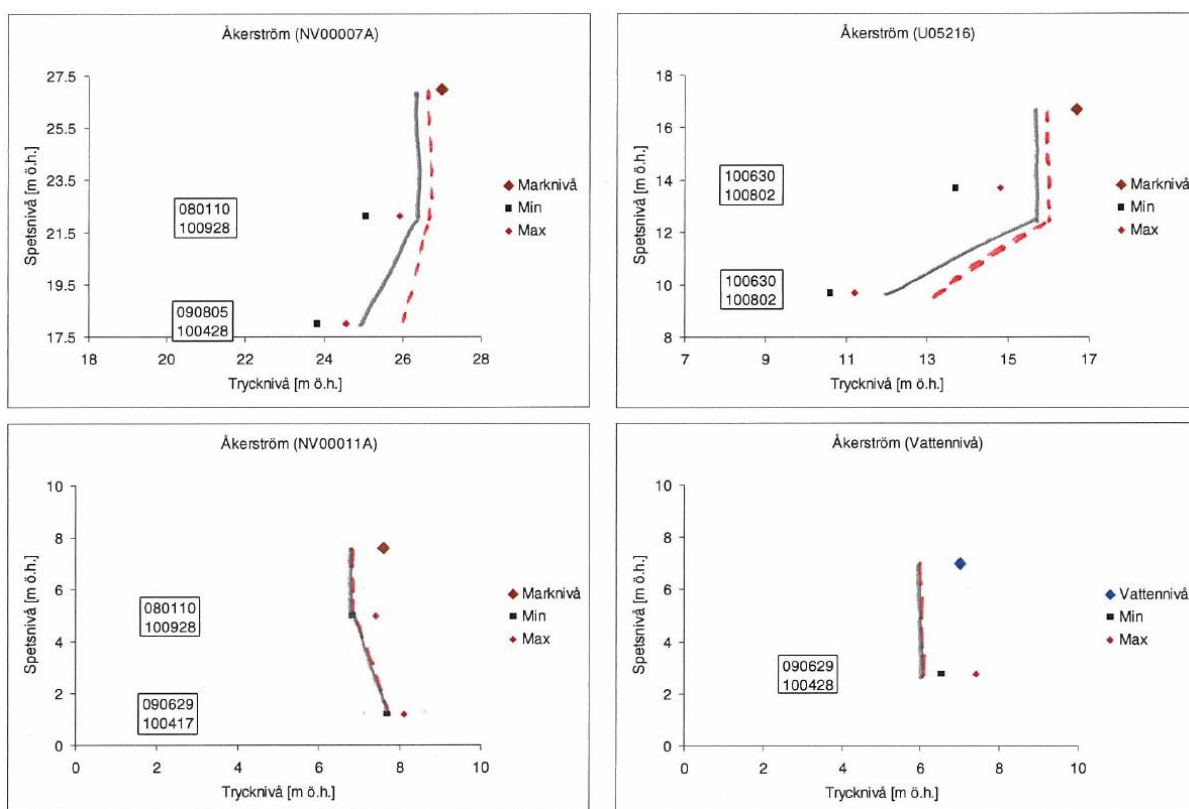 Åkerström (NV00007A)
27.5
25.5
23.5
21.5
19.5
17.5
Spetsnivå [m ö.h.]
080110
100928
090805
100428
18 20 22 24 26 28
Trycknivå [m ö.h.]
Marknivå
Min
Max
Åkerström (U05216)
18
16
14
12
10
8
Spetsnivå [m ö.h.]
100630
100802
100630
100802
7 9 11 13 15 17
Trycknivå [m ö.h.]
Marknivå
Min
Max
Åkerström (NV00011A)
10
8
6
4
2
0
Spetsnivå [m ö.h.]
080110
100928
090629
100417
0 2 4 6 8 10
Trycknivå [m ö.h.]
Marknivå
Min
Max
Åkerström (Vattennivå)
10
8
6
4
2
0
Spetsnivå [m ö.h.]
090629
100428
0 2 4 6 8 10
Trycknivå [m ö.h.]
Vattennivå
Min
Max